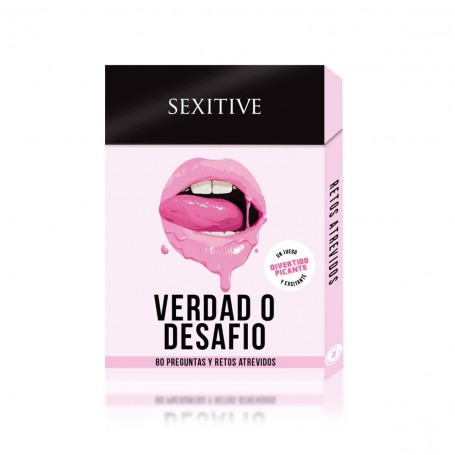 SEXITIVE
UN JUEGO
DIVERTIDO
PICANTE
Y EXCITANTE
VERDAD O
DESAFIO
80 PREGUNTAS Y RETOS ATREVIDOS
RETOS ATREVIDOS